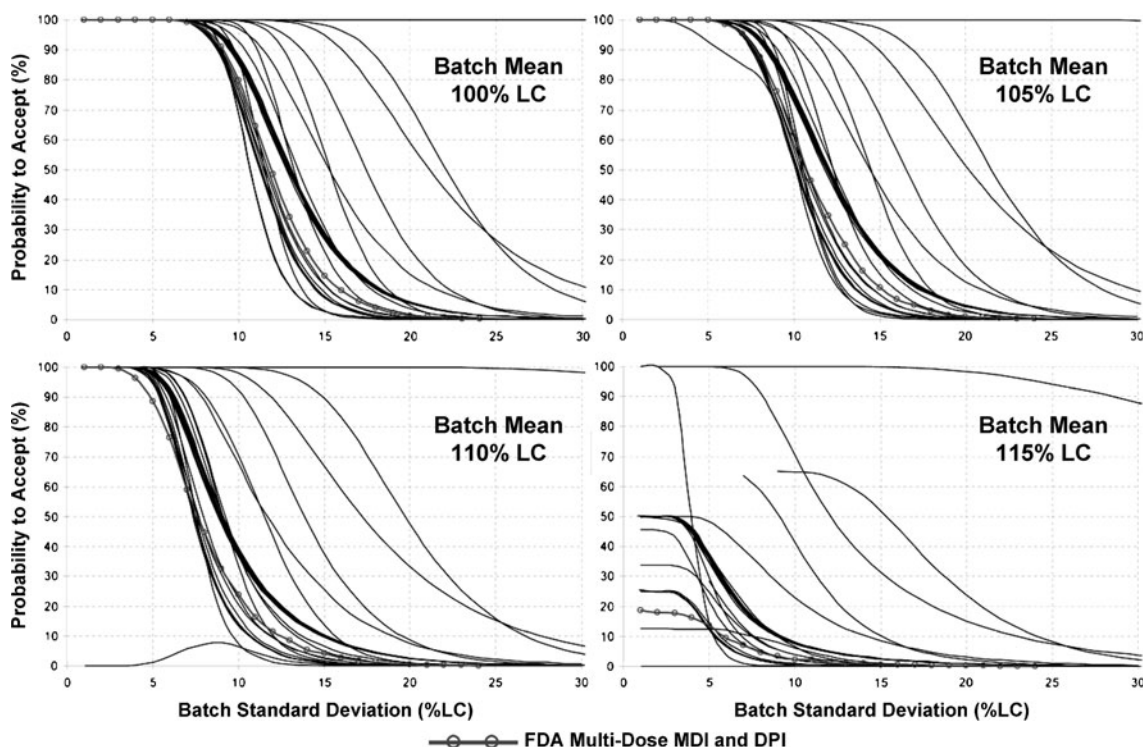 Probability to Accept (%)
100
90
80
70
60
50
40
30
20
10
0
0 5 10 15 20 25 30
Batch Mean
100% LC
100
90
80
70
60
50
40
30
20
10
0
0 5 10 15 20 25 30
Batch Mean
105% LC
Probability to Accept (%)
100
90
80
70
60
50
40
30
20
10
0
0 5 10 15 20 25 30
Batch Mean
110% LC
100
90
80
70
60
50
40
30
20
10
0
0 5 10 15 20 25 30
Batch Mean
115% LC
Batch Standard Deviation (%LC)
Batch Standard Deviation (%LC)
FDA Multi-Dose MDI and DPI